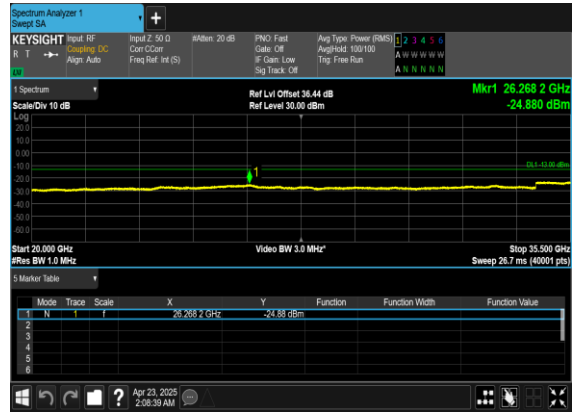 Spectrum Analyzer 1
Swept SA
+
KEYSIGHT Input: RF Input Z: 50 Ω #Atten: 20 dB PNO: Fast Avg Type: Power (RMS) 1 2 3 4 5 6
R T Coupling: DC Corr CCorr Gate: Off Avg|Hold: 100/100 A W W W W W
Align: Auto Freq Ref: Int (S) IF Gain: Low Trig: Free Run
Sig Track: Off A N N N N N
1 Spectrum Ref Lvl Offset 36.44 dB Mkr1 26.268 2 GHz
Scale/Div 10 dB Ref Level 30.00 dBm -24.880 dBm
Log
20.0
10.0
0.00
-10.0 DL1 -13.00 dBm
1
-20.0
-30.0
-40.0
-50.0
-60.0
Start 20.000 GHz Video BW 3.0 MHz* Stop 35.500 GHz
#Res BW 1.0 MHz Sweep 26.7 ms (40001 pts)
5 Marker Table
Mode Trace Scale X Y Function Function Width Function Value
1 N 1 f 26.268 2 GHz -24.88 dBm
2
3
4
5
6
? Apr 23, 2025
2:08:39 AM